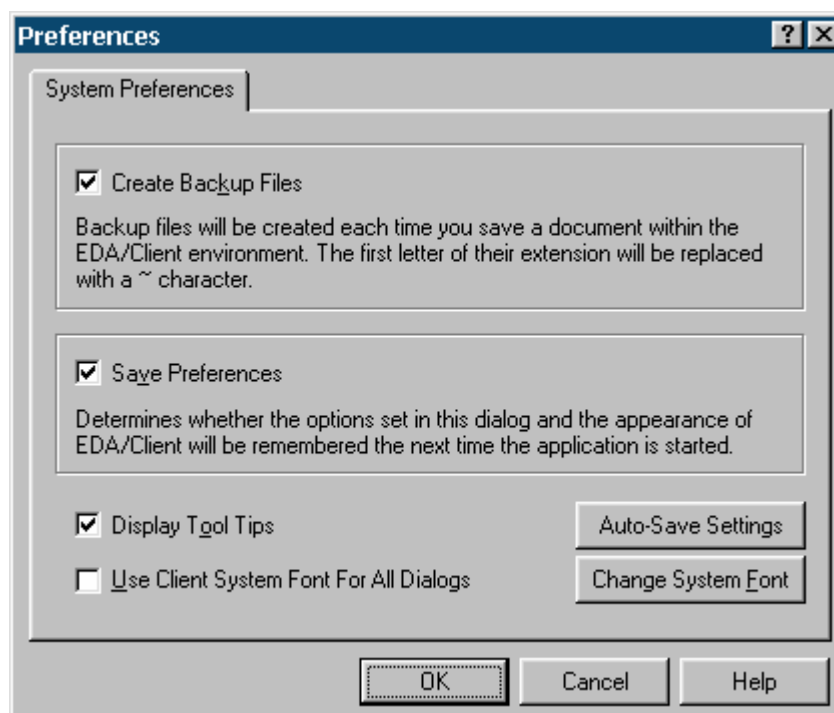 Preferences
System Preferences
Create Backup Files
Backup files will be created each time you save a document within the
EDA/Client environment. The first letter of their extension will be replaced
with a ~ character.
Save Preferences
Determines whether the options set in this dialog and the appearance of
EDA/Client will be remembered the next time the application is started.
Display Tool Tips
Auto-Save Settings
Use Client System Font For All Dialogs
Change System Font
OK
Cancel
Help